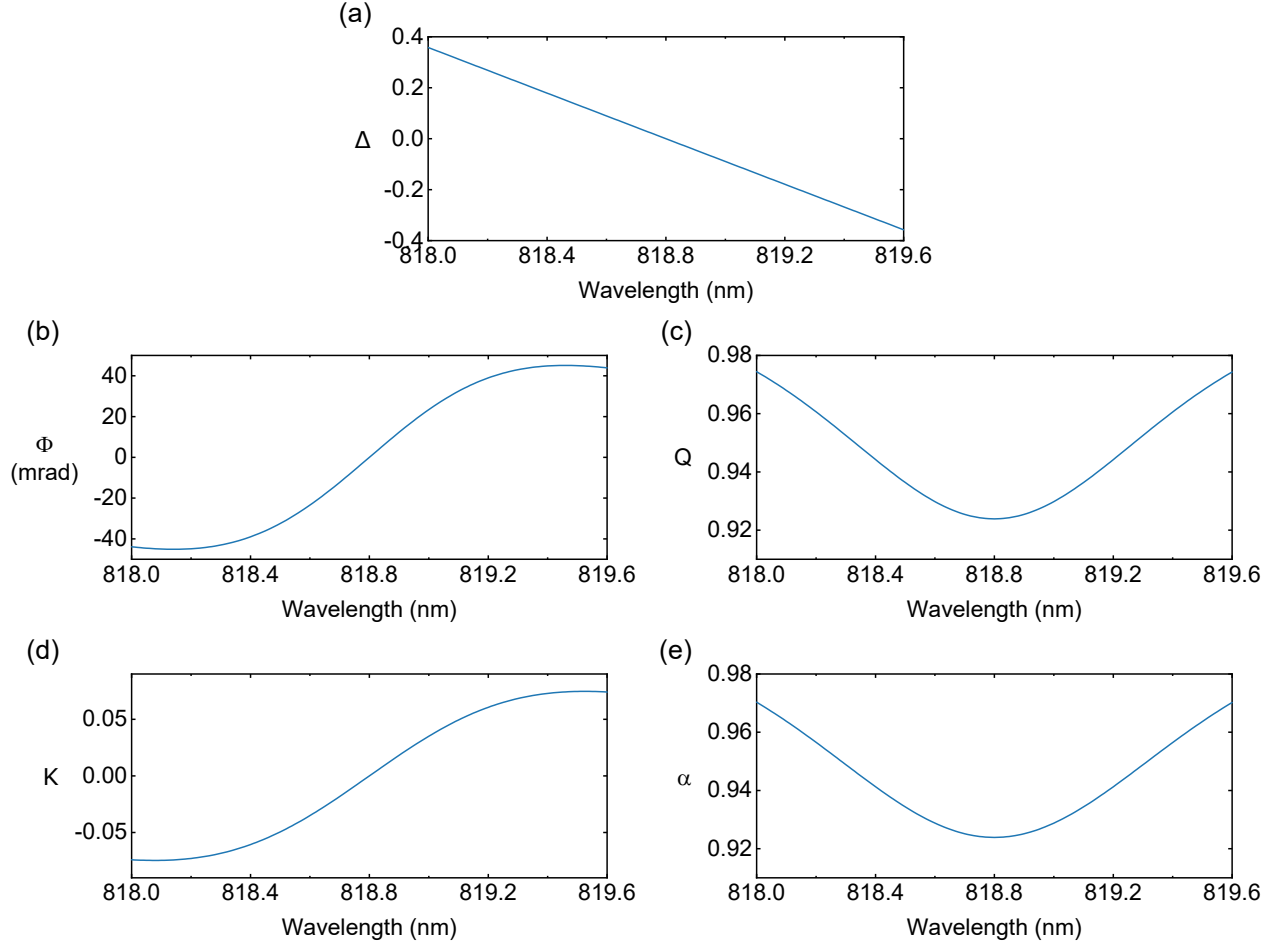 (a)
0.4
0.2
Δ
0.0
-0.2
-0.4
818.0 818.4 818.8 819.2 819.6
Wavelength (nm)
(b)
40
20
Φ
(mrad)
0
-20
-40
818.0 818.4 818.8 819.2 819.6
Wavelength (nm)
(c)
0.98
0.96
Q
0.94
0.92
818.0 818.4 818.8 819.2 819.6
Wavelength (nm)
(d)
0.05
K
0.00
-0.05
818.0 818.4 818.8 819.2 819.6
Wavelength (nm)
(e)
0.98
0.96
α
0.94
0.92
818.0 818.4 818.8 819.2 819.6
Wavelength (nm)